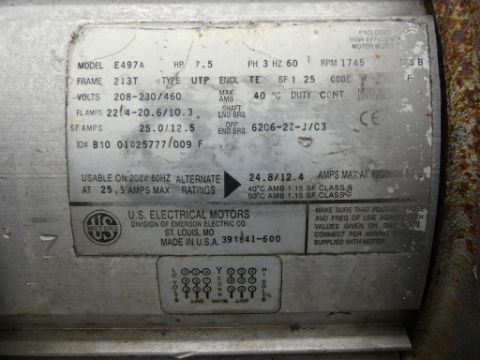 ENCLOSED
HIGH EFFICIENCY
MODEL E497A HP 7.5 PH 3 HZ 60 RPM 1745 DES B
FRAME 213T TYPE UTP ENCL TE SF 1.25 CODE F
VOLTS 208-230/460 MAX AMB 40 °C DUTY CONT
FL AMPS 22.4-20.6/10.3 SHAFT END BRG
SF AMPS 25.0/12.5 OPP END BRG 6206-2Z-J/C3
ID# B10 01025777/009 F
USABLE ON 208V 60HZ ALTERNATE 24.8/12.4 AMPS MAX AT
AT 25.5 AMPS MAX RATINGS 40°C AMB 1.15 SF CLASS B
50°C AMB 1.15 SF CLASS
US
MOTORS
U.S. ELECTRICAL MOTORS
DIVISION OF EMERSON ELECTRIC CO
ST. LOUIS, MO
MADE IN U.S.A. 391841-600
MAKE SURE THAT VOLTAGE
AND FREQ OF LINE AGREE
NAMEPLATE
CONNECT PER WIRING
SUPPLIED WITH MOTOR
LINE LINE